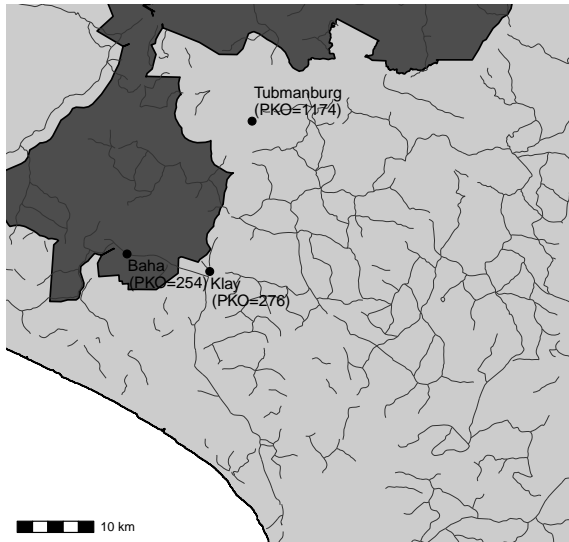 Tubmanburg
(PKO=1174)
Baha
(PKO=254)
Klay
(PKO=276)
10 km